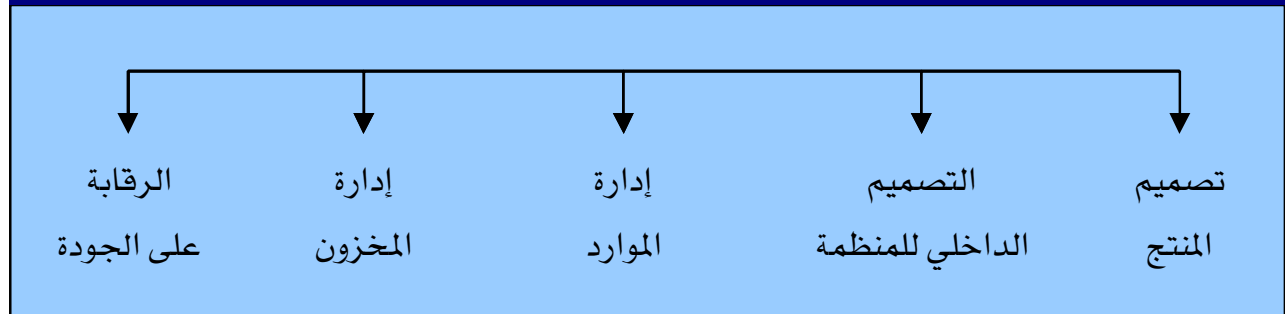 تصميم
المنتج
التصميم
الداخلي للمنظمة
إدارة
الموارد
إدارة
المخزون
الرقابة
على الجودة